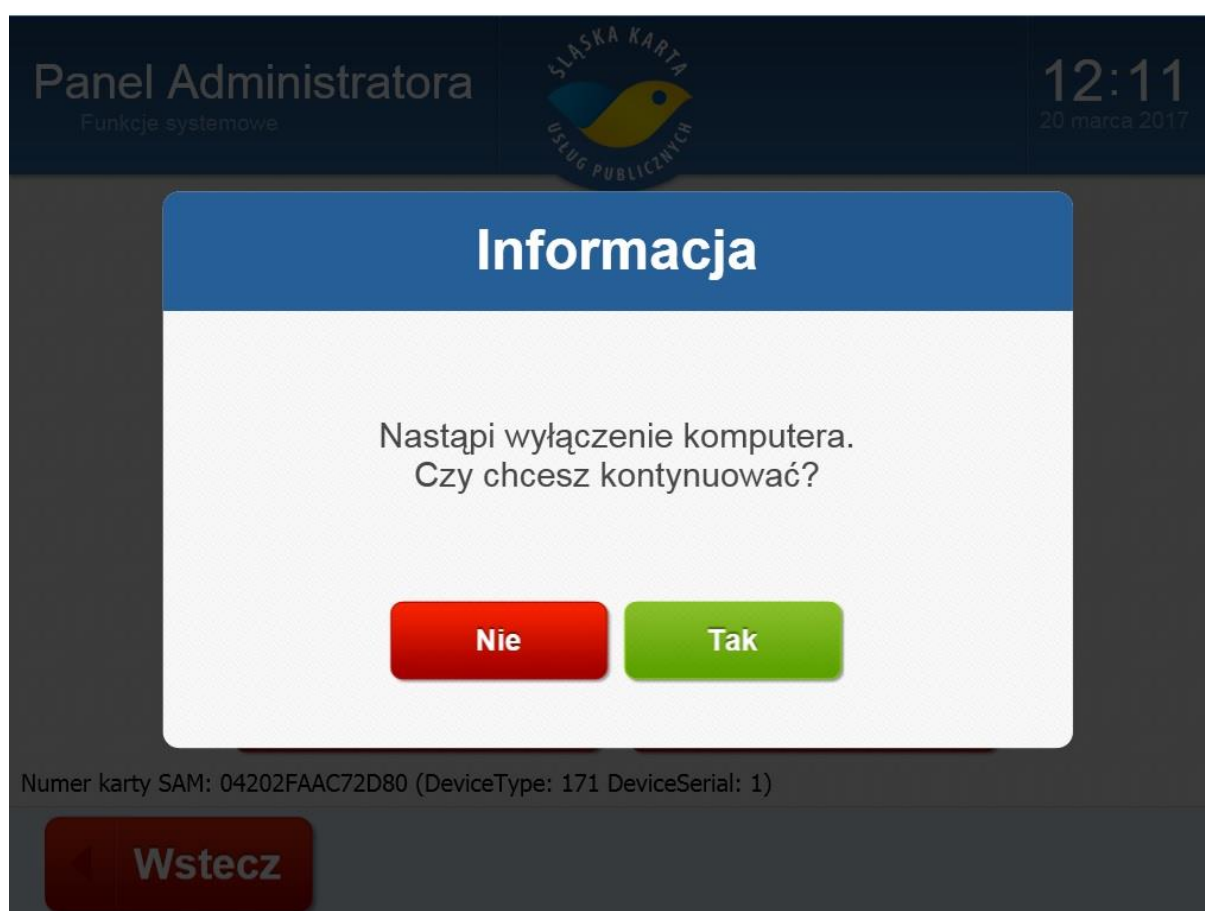 Panel Administratora
Funkcje systemowe
ŚLĄSKA KARTA
USŁUG PUBLICZNYCH
12:11
20 marca 2017
Informacja
Nastąpi wyłączenie komputera.
Czy chcesz kontynuować?
Nie
Tak
Numer karty SAM: 04202FAAC72D80 (DeviceType: 171 DeviceSerial: 1)
Wstecz